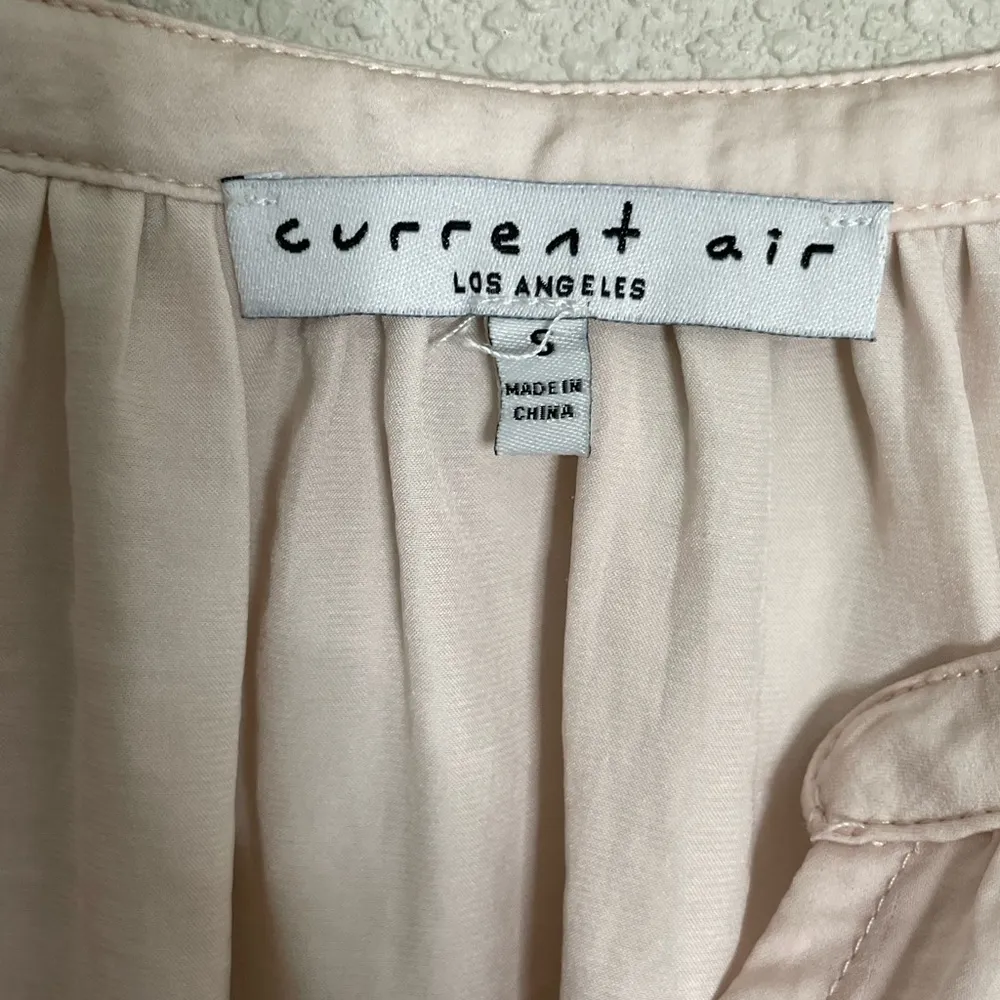 current air
LOS ANGELES
S
MADE IN
CHINA